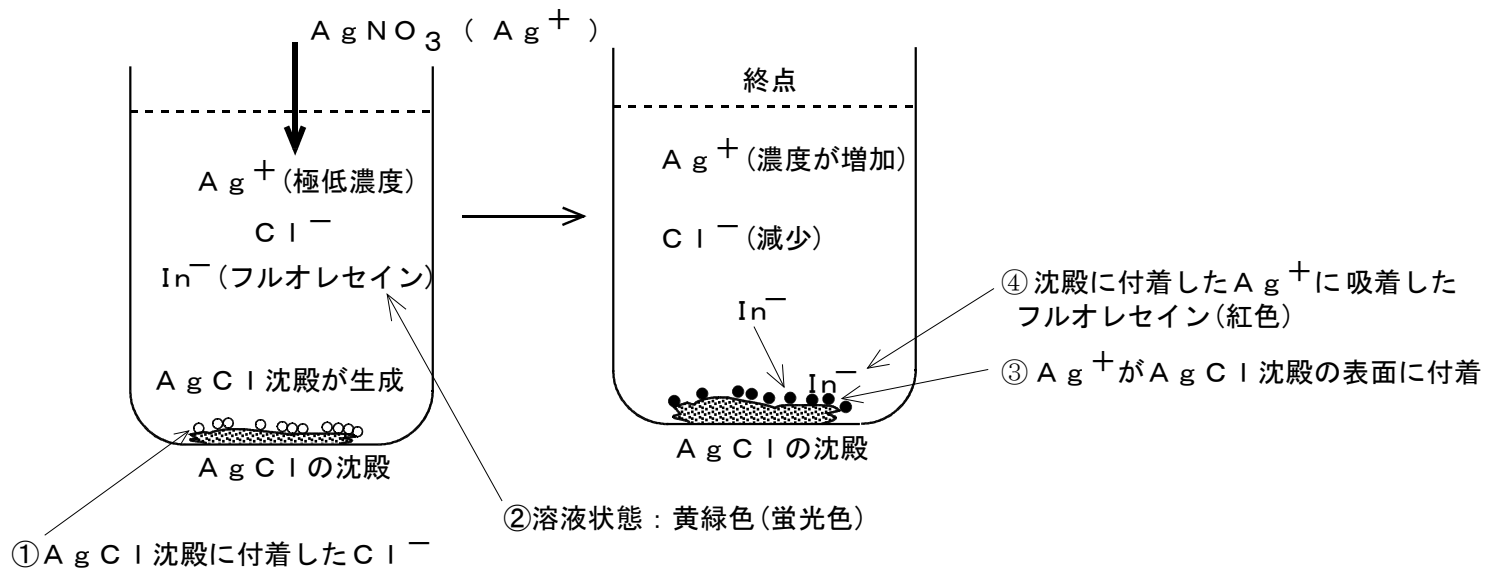 AgNO₃ (Ag⁺)
Ag⁺(極低濃度)
Cl⁻
In⁻(フルオレセイン)
AgCl沈殿が生成
AgClの沈殿
①AgCl沈殿に付着したCl⁻
②溶液状態:黄緑色(蛍光色)
終点
Ag⁺(濃度が増加)
Cl⁻(減少)
In⁻
In⁻
AgClの沈殿
④沈殿に付着したAg⁺に吸着した
フルオレセイン(紅色)
③Ag⁺がAgCl沈殿の表面に付着